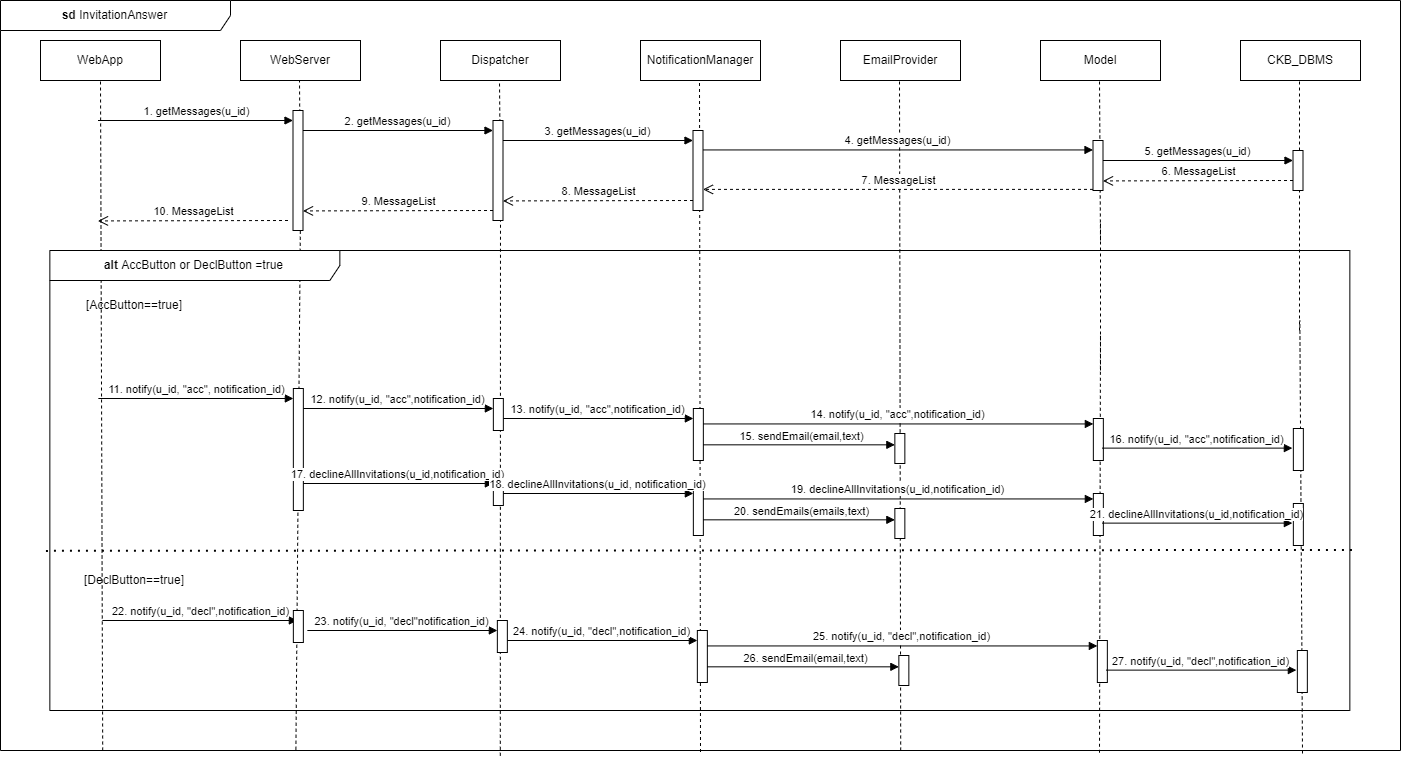 sd InvitationAnswer
WebApp
WebServer
Dispatcher
NotificationManager
EmailProvider
Model
CKB_DBMS
1. getMessages(u_id)
2. getMessages(u_id)
3. getMessages(u_id)
4. getMessages(u_id)
5. getMessages(u_id)
6. MessageList
7. MessageList
8. MessageList
9. MessageList
10. MessageList
alt AccButton or DeclButton =true
[AccButton==true]
11. notify(u_id, "acc", notification_id)
12. notify(u_id, "acc",notification_id)
13. notify(u_id, "acc",notification_id)
14. notify(u_id, "acc",notification_id)
15. sendEmail(email,text)
16. notify(u_id, "acc",notification_id)
17. declineAllInvitations(u_id,notification_id)
18. declineAllInvitations(u_id, notification_id)
19. declineAllInvitations(u_id,notification_id)
20. sendEmails(emails,text)
21. declineAllInvitations(u_id,notification_id)
[DeclButton==true]
22. notify(u_id, "decl",notification_id)
23. notify(u_id, "decl"notification_id)
24. notify(u_id, "decl",notification_id)
25. notify(u_id, "decl",notification_id)
26. sendEmail(email,text)
27. notify(u_id, "decl",notification_id)